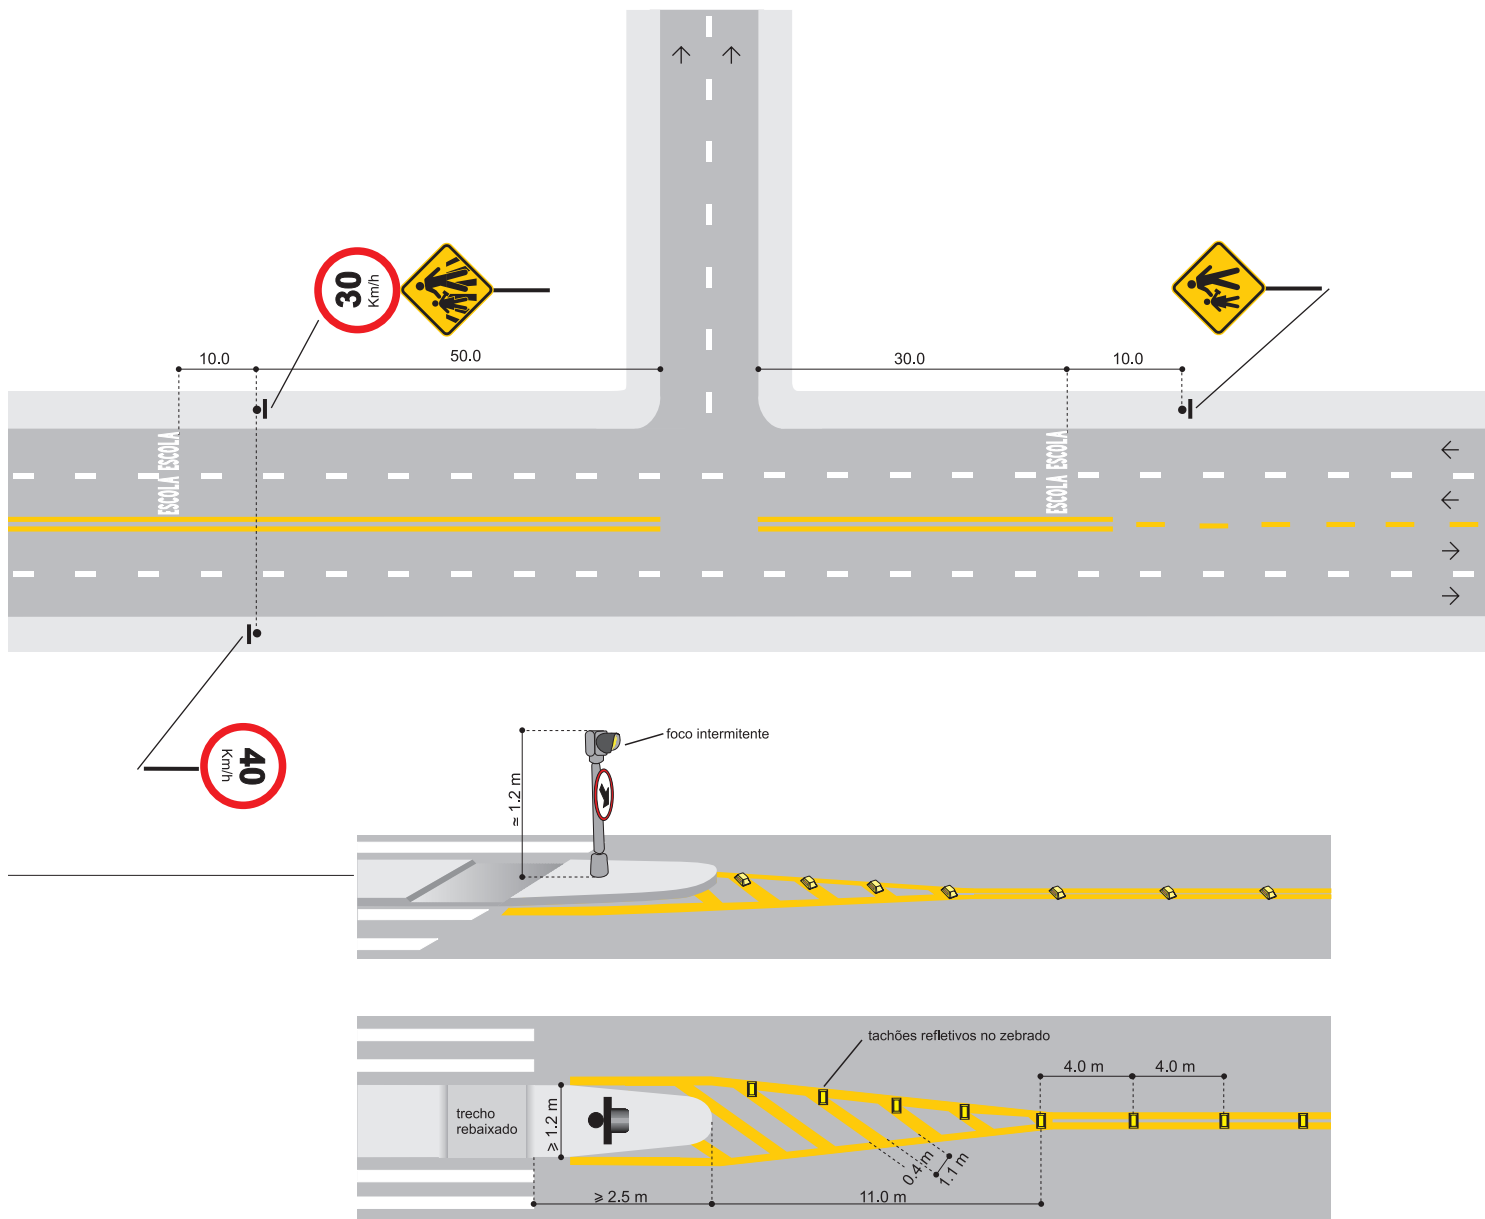 30
Km/h
10.0
50.0
30.0
10.0
ESCOLA ESCOLA
ESCOLA ESCOLA
40
Km/h
foco intermitente
≈ 1.2 m
tachões refletivos no zebrado
4.0 m
4.0 m
trecho
rebaixado
⩾ 1.2 m
0.4 m
1.1 m
⩾ 2.5 m
11.0 m